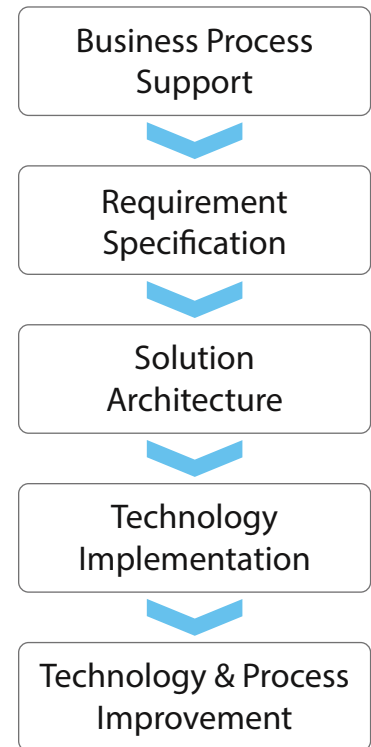 Business Process
Support
Requirement
Specification
Solution
Architecture
Technology
Implementation
Technology & Process
Improvement